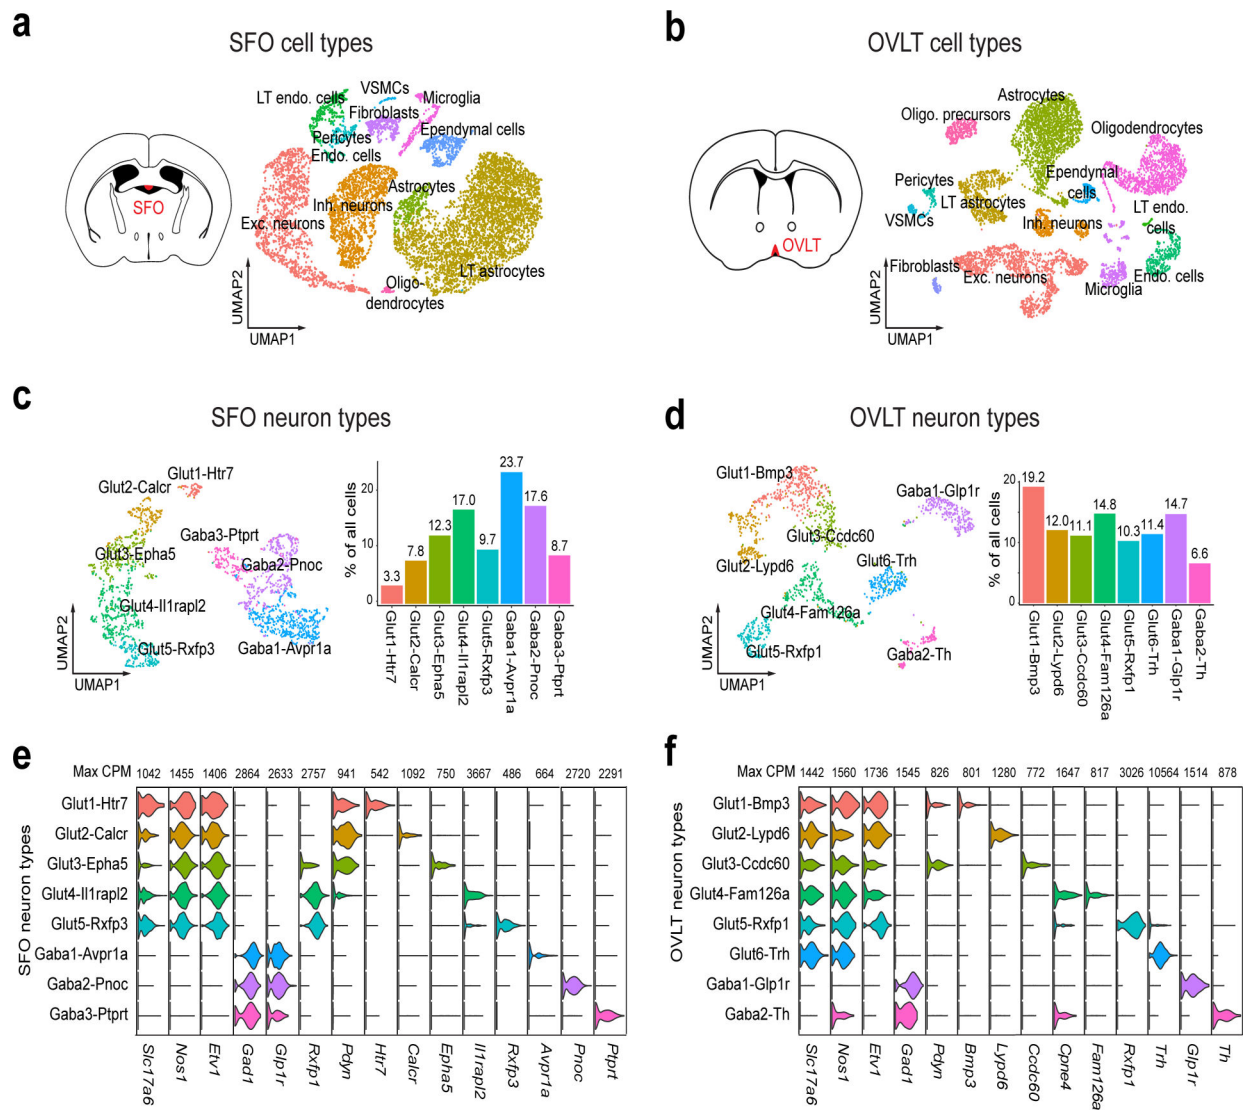 a
SFO cell types
LT endo. cells
VSMCs
Microglia
Fibroblasts
Pericytes
Ependymal cells
Endo. cells
Astrocytes
Inh. neurons
Exc. neurons
LT astrocytes
Oligo-
dendrocytes
SFO
UMAP2
UMAP1
b
OVLT cell types
Astrocytes
Oligo. precursors
Oligodendrocytes
Pericytes
Ependymal
cells
LT astrocytes
VSMCs
LT endo.
cells
Inh. neurons
Fibroblasts
Exc. neurons
Endo. cells
Microglia
OVLT
UMAP2
UMAP1
c
SFO neuron types
Glut1-Htr7
Glut2-Calcr
Gaba3-Ptprt
Glut3-Epha5
Gaba2-Pnoc
Glut4-Il1rapl2
Glut5-Rxfp3
Gaba1-Avpr1a
UMAP2
UMAP1
% of all cells
20
10
0
3.3
7.8
12.3
17.0
9.7
23.7
17.6
8.7
Glut1-Htr7
Glut2-Calcr
Glut3-Epha5
Glut4-Il1rapl2
Glut5-Rxfp3
Gaba1-Avpr1a
Gaba2-Pnoc
Gaba3-Ptprt
d
OVLT neuron types
Glut1-Bmp3
Gaba1-Glp1r
Glut3-Ccdc60
Glut2-Lypd6
Glut6-Trh
Glut4-Fam126a
Glut5-Rxfp1
Gaba2-Th
UMAP2
UMAP1
% of all cells
20
10
0
19.2
12.0
11.1
14.8
10.3
11.4
14.7
6.6
Glut1-Bmp3
Glut2-Lypd6
Glut3-Ccdc60
Glut4-Fam126a
Glut5-Rxfp1
Glut6-Trh
Gaba1-Glp1r
Gaba2-Th
e
Max CPM 1042 1455 1406 2864 2633 2757 941 542 1092 750 3667 486 664 2720 2291
SFO neuron types
Glut1-Htr7
Glut2-Calcr
Glut3-Epha5
Glut4-Il1rapl2
Glut5-Rxfp3
Gaba1-Avpr1a
Gaba2-Pnoc
Gaba3-Ptprt
Slc17a6 Nos1 Etv1 Gad1 Glp1r Rxfp1 Pdyn Htr7 Calcr Epha5 Il1rapl2 Rxfp3 Avpr1a Pnoc Ptprt
f
Max CPM 1442 1560 1736 1545 826 801 1280 772 1647 817 3026 10564 1514 878
OVLT neuron types
Glut1-Bmp3
Glut2-Lypd6
Glut3-Ccdc60
Glut4-Fam126a
Glut5-Rxfp1
Glut6-Trh
Gaba1-Glp1r
Gaba2-Th
Slc17a6 Nos1 Etv1 Gad1 Pdyn Bmp3 Lypd6 Ccdc60 Cpne4 Fam126a Rxfp1 Trh Glp1r Th